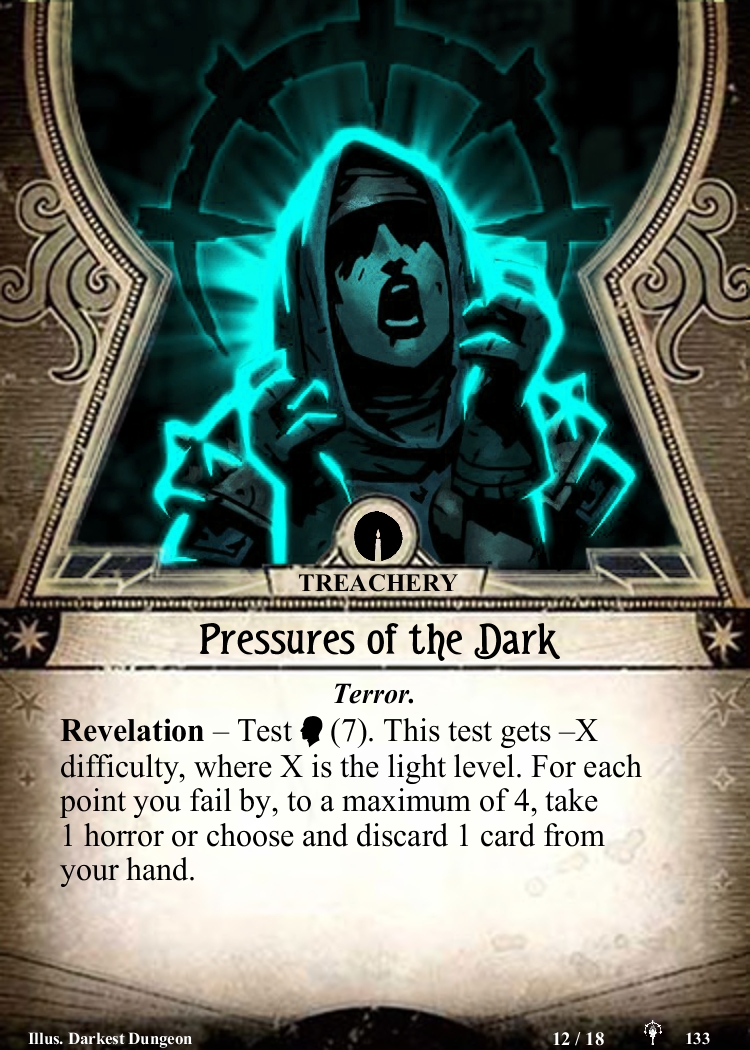 TREACHERY
Pressures of the Dark
Terror.
Revelation – Test (7). This test gets –X
difficulty, where X is the light level. For each
point you fail by, to a maximum of 4, take
1 horror or choose and discard 1 card from
your hand.
Illus. Darkest Dungeon 12 / 18 133